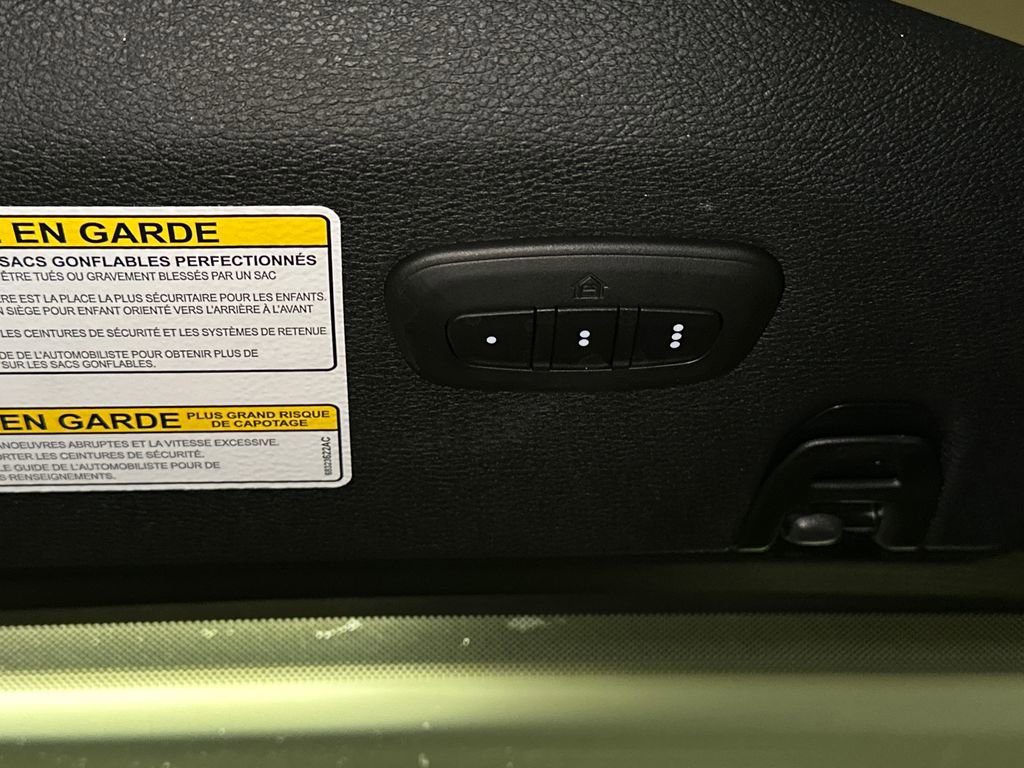 EN GARDE
SACS GONFLABLES PERFECTIONNÉS
ÊTRE TUÉS OU GRAVEMENT BLESSÉS PAR UN SAC
EST LA PLACE LA PLUS SÉCURITAIRE POUR LES ENFANTS.
SIÈGE POUR ENFANT ORIENTÉ VERS L'ARRIÈRE À L'AVANT
LES CEINTURES DE SÉCURITÉ ET LES SYSTÈMES DE RETENUE
DE L'AUTOMOBILISTE POUR OBTENIR PLUS DE
SUR LES SACS GONFLABLES.
EN GARDE PLUS GRAND RISQUE
DE CAPOTAGE
ANOEUVRES ABRUPTES ET LA VITESSE EXCESSIVE.
ORTER LES CEINTURES DE SÉCURITÉ.
LE GUIDE DE L'AUTOMOBILISTE POUR DE
RENSEIGNEMENTS.